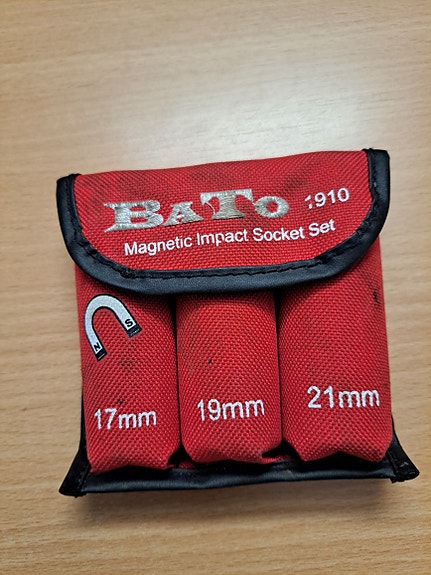 BATO 1910
Magnetic Impact Socket Set
N S
17mm 19mm 21mm